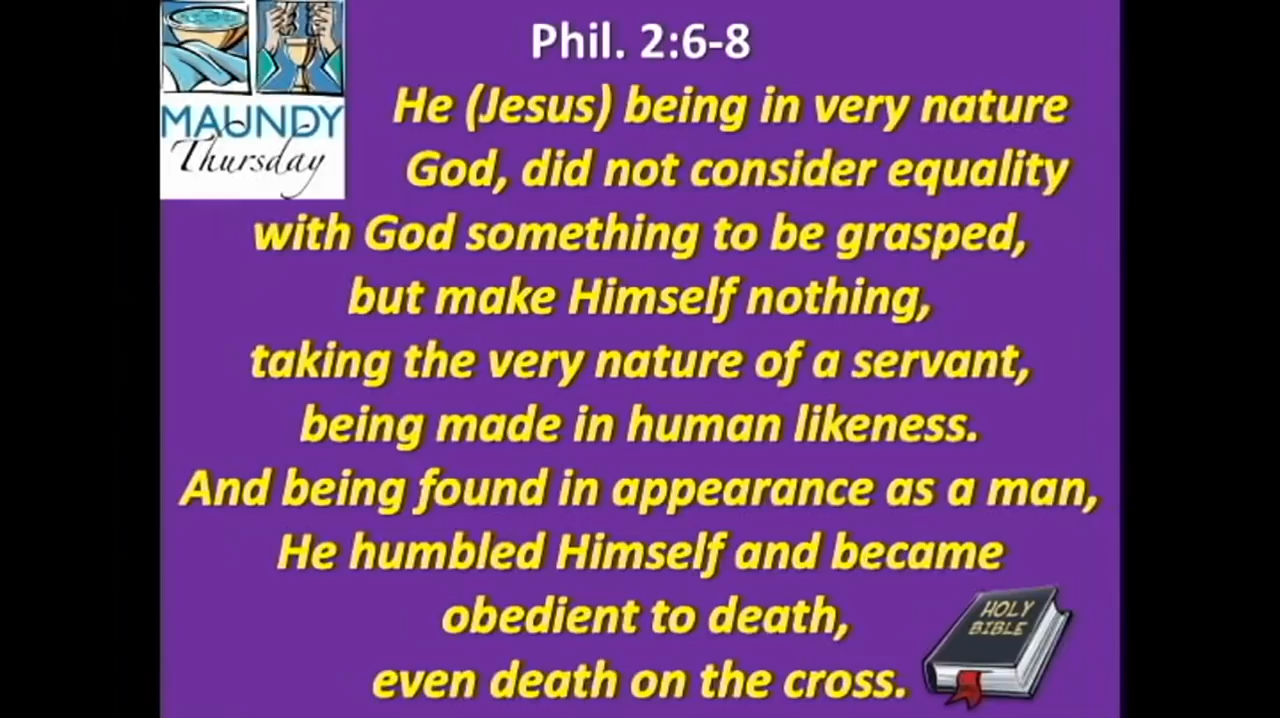 Phil. 2:6-8
MAUNDY
Thursday
He (Jesus) being in very nature
God, did not consider equality
with God something to be grasped,
but make Himself nothing,
taking the very nature of a servant,
being made in human likeness.
And being found in appearance as a man,
He humbled Himself and became
obedient to death,
even death on the cross.
HOLY
BIBLE